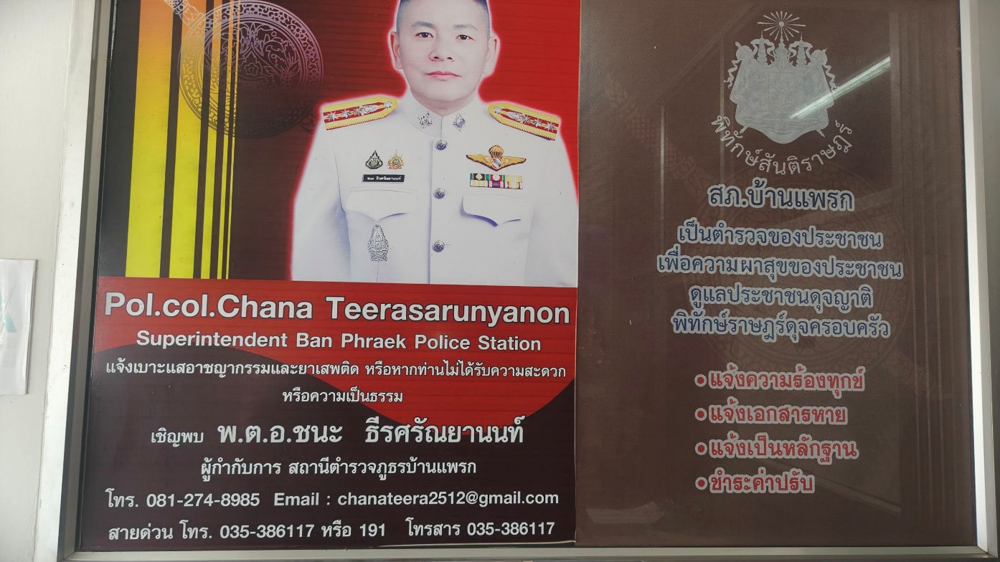 Pol.col.Chana Teerasarunyanon
Superintendent Ban Phraek Police Station
แจ้งเบาะแสอาชญากรรมและยาเสพติด หรือหากท่านไม่ได้รับความสะดวก
หรือความเป็นธรรม
เชิญพบ พ.ต.อ.ชนะ ธีรศรัณยานนท์
ผู้กำกับการ สถานีตำรวจภูธรบ้านแพรก
โทร. 081-274-8985 Email : chanateera2512@gmail.com
สายด่วน โทร. 035-386117 หรือ 191 โทรสาร 035-386117
พิทักษ์สันติราษฎร์
สภ.บ้านแพรก
เป็นตำรวจของประชาชน
เพื่อความผาสุขของประชาชน
ดูแลประชาชนดุจญาติ
พิทักษ์ราษฎร์ดุจครอบครัว
•แจ้งความร้องทุกข์
•แจ้งเอกสารหาย
•แจ้งเป็นหลักฐาน
•ชำระค่าปรับ